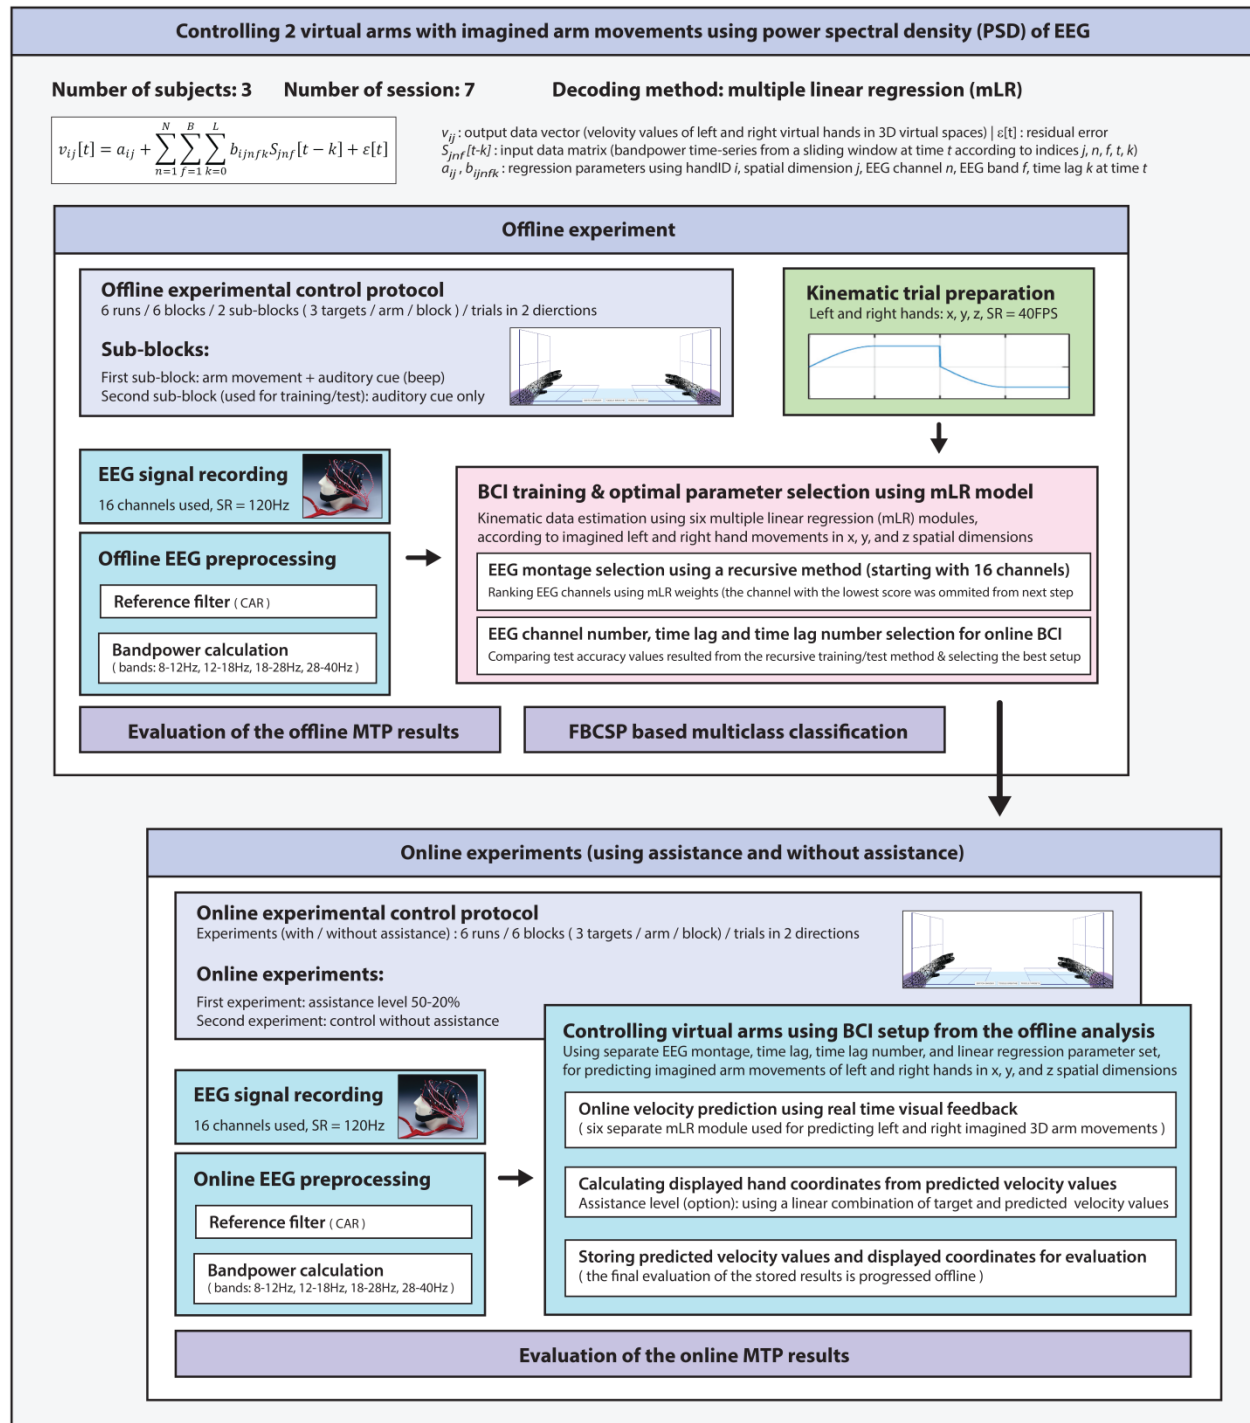 Controlling 2 virtual arms with imagined arm movements using power spectral density (PSD) of EEG
Number of subjects: 3 Number of session: 7 Decoding method: multiple linear regression (mLR)
v_ij[t] = a_ij + ∑_{n=1}^{N} ∑_{f=1}^{B} ∑_{k=0}^{L} b_ijnfk S_jnf[t − k] + ε[t]
v_ij : output data vector (velovity values of left and right virtual hands in 3D virtual spaces) | ε[t] : residual error
S_jnf[t-k] : input data matrix (bandpower time-series from a sliding window at time t according to indices j, n, f, t, k)
a_ij , b_ijnfk : regression parameters using handID i, spatial dimension j, EEG channel n, EEG band f, time lag k at time t
Offline experiment
Offline experimental control protocol
6 runs / 6 blocks / 2 sub-blocks ( 3 targets / arm / block ) / trials in 2 dierctions
Sub-blocks:
First sub-block: arm movement + auditory cue (beep)
Second sub-block (used for training/test): auditory cue only
Kinematic trial preparation
Left and right hands: x, y, z, SR = 40FPS
EEG signal recording
16 channels used, SR = 120Hz
Offline EEG preprocessing
Reference filter ( CAR )
Bandpower calculation
( bands: 8-12Hz, 12-18Hz, 18-28Hz, 28-40Hz )
BCI training & optimal parameter selection using mLR model
Kinematic data estimation using six multiple linear regression (mLR) modules,
according to imagined left and right hand movements in x, y, and z spatial dimensions
EEG montage selection using a recursive method (starting with 16 channels)
Ranking EEG channels using mLR weights (the channel with the lowest score was ommited from next step
EEG channel number, time lag and time lag number selection for online BCI
Comparing test accuracy values resulted from the recursive training/test method & selecting the best setup
Evaluation of the offline MTP results
FBCSP based multiclass classification
Online experiments (using assistance and without assistance)
Online experimental control protocol
Experiments (with / without assistance) : 6 runs / 6 blocks ( 3 targets / arm / block) / trials in 2 directions
Online experiments:
First experiment: assistance level 50-20%
Second experiment: control without assistance
EEG signal recording
16 channels used, SR = 120Hz
Online EEG preprocessing
Reference filter ( CAR )
Bandpower calculation
( bands: 8-12Hz, 12-18Hz, 18-28Hz, 28-40Hz )
Controlling virtual arms using BCI setup from the offline analysis
Using separate EEG montage, time lag, time lag number, and linear regression parameter set,
for predicting imagined arm movements of left and right hands in x, y, and z spatial dimensions
Online velocity prediction using real time visual feedback
( six separate mLR module used for predicting left and right imagined 3D arm movements )
Calculating displayed hand coordinates from predicted velocity values
Assistance level (option): using a linear combination of target and predicted velocity values
Storing predicted velocity values and displayed coordinates for evaluation
( the final evaluation of the stored results is progressed offline )
Evaluation of the online MTP results